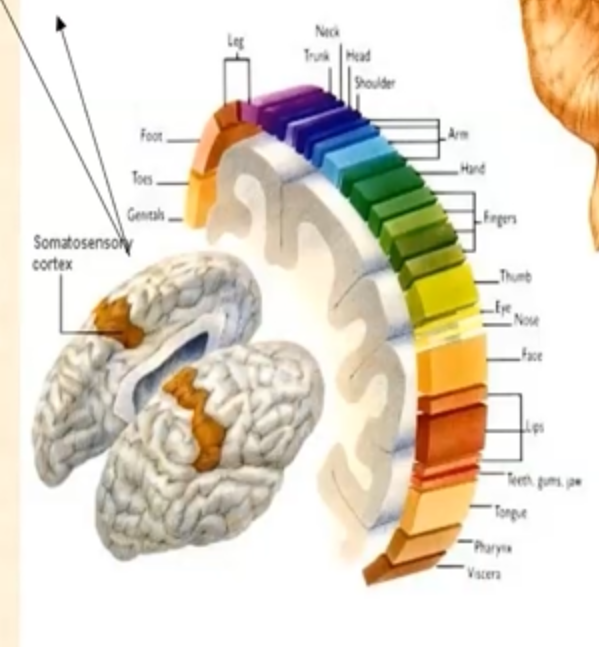 Leg
Neck
Trunk
Head
Shoulder
Arm
Hand
Fingers
Thumb
Eye
Nose
Face
Lips
Teeth, gums, jaw
Tongue
Pharynx
Viscera
Foot
Toes
Genitals
Somatosensory
cortex